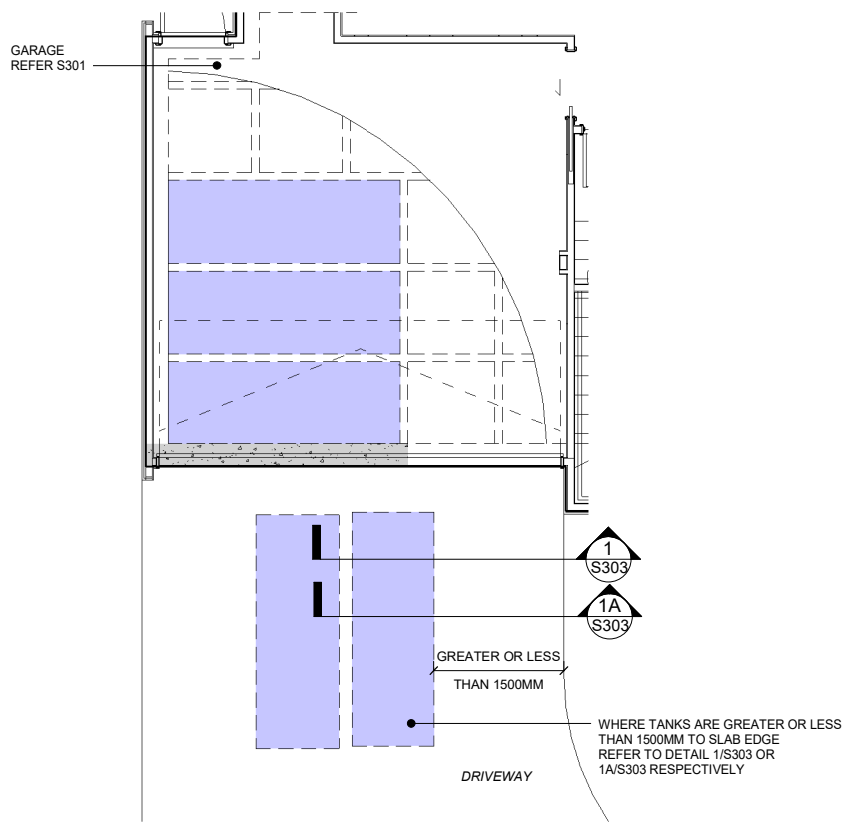 GARAGE
REFER S301
1
S303
1A
S303
GREATER OR LESS
THAN 1500MM
WHERE TANKS ARE GREATER OR LESS
THAN 1500MM TO SLAB EDGE
REFER TO DETAIL 1/S303 OR
1A/S303 RESPECTIVELY
DRIVEWAY